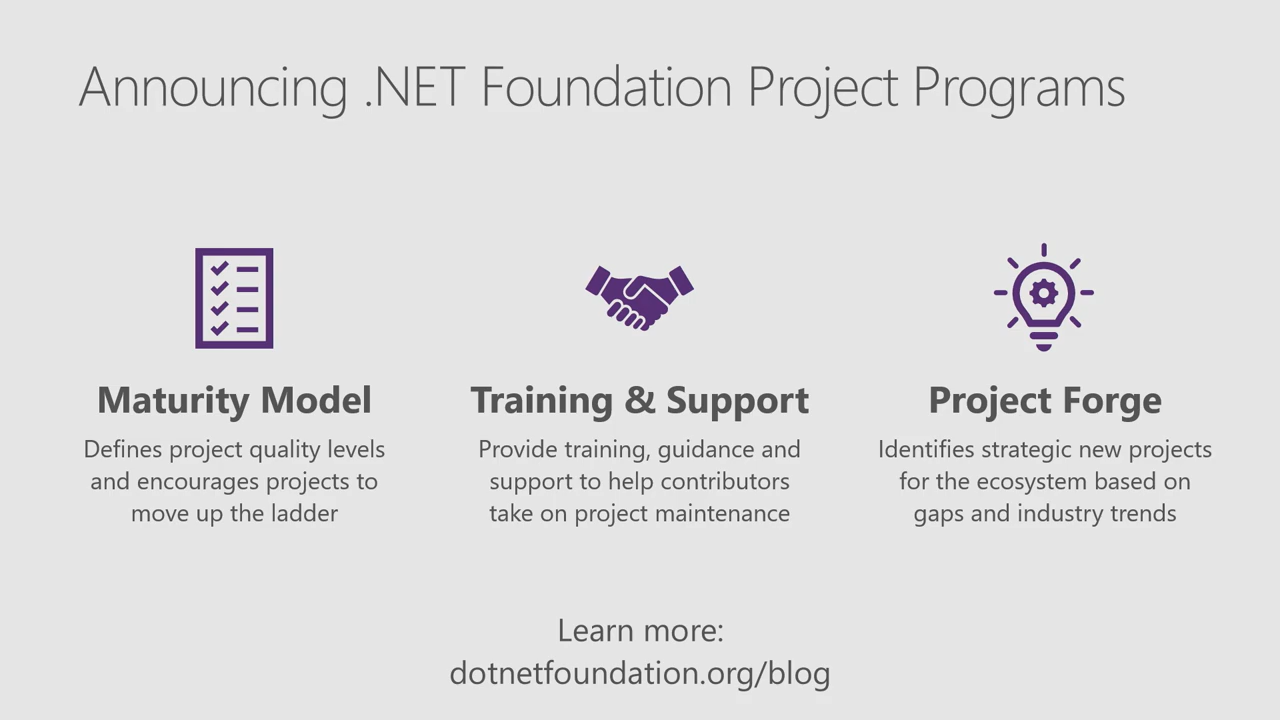 Announcing .NET Foundation Project Programs
Maturity Model
Defines project quality levels
and encourages projects to
move up the ladder
Training & Support
Provide training, guidance and
support to help contributors
take on project maintenance
Project Forge
Identifies strategic new projects
for the ecosystem based on
gaps and industry trends
Learn more:
dotnetfoundation.org/blog